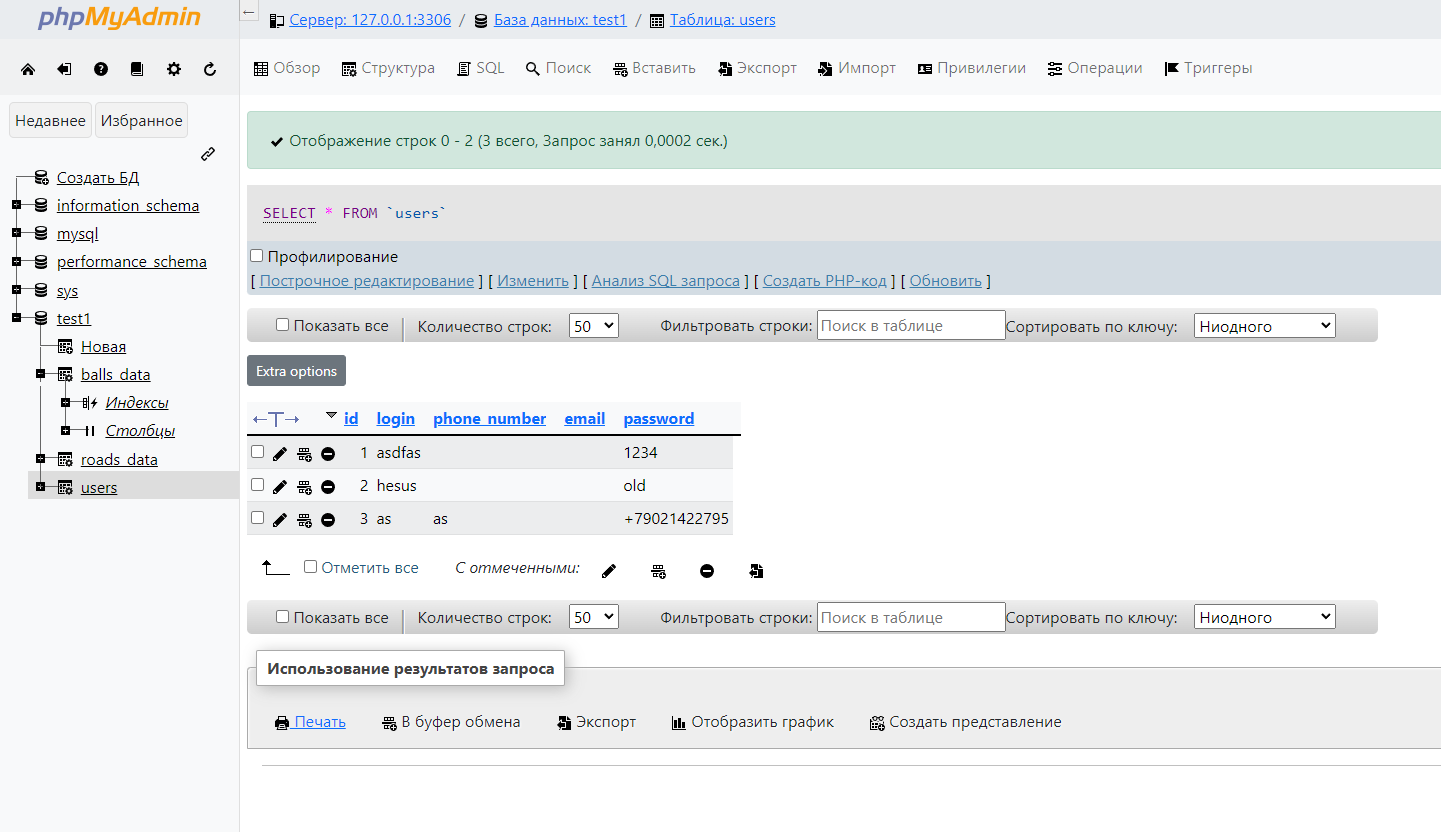 phpMyAdmin
Недавнее Избранное
Создать БД
information_schema
mysql
performance_schema
sys
test1
Новая
balls_data
Индексы
Столбцы
roads_data
users
Сервер: 127.0.0.1:3306 / База данных: test1 / Таблица: users
Обзор Структура SQL Поиск Вставить Экспорт Импорт Привилегии Операции Триггеры
Отображение строк 0 - 2 (3 всего, Запрос занял 0,0002 сек.)
SELECT * FROM `users`
Профилирование
[ Построчное редактирование ] [ Изменить ] [ Анализ SQL запроса ] [ Создать PHP-код ] [ Обновить ]
Показать все Количество строк: 50 Фильтровать строки: Поиск в таблице Сортировать по ключу: Ниодного
Extra options
←T→ id login phone_number email password
1 asdfas 1234
2 hesus old
3 as as +79021422795
Отметить все С отмеченными:
Показать все Количество строк: 50 Фильтровать строки: Поиск в таблице Сортировать по ключу: Ниодного
Использование результатов запроса
Печать В буфер обмена Экспорт Отобразить график Создать представление